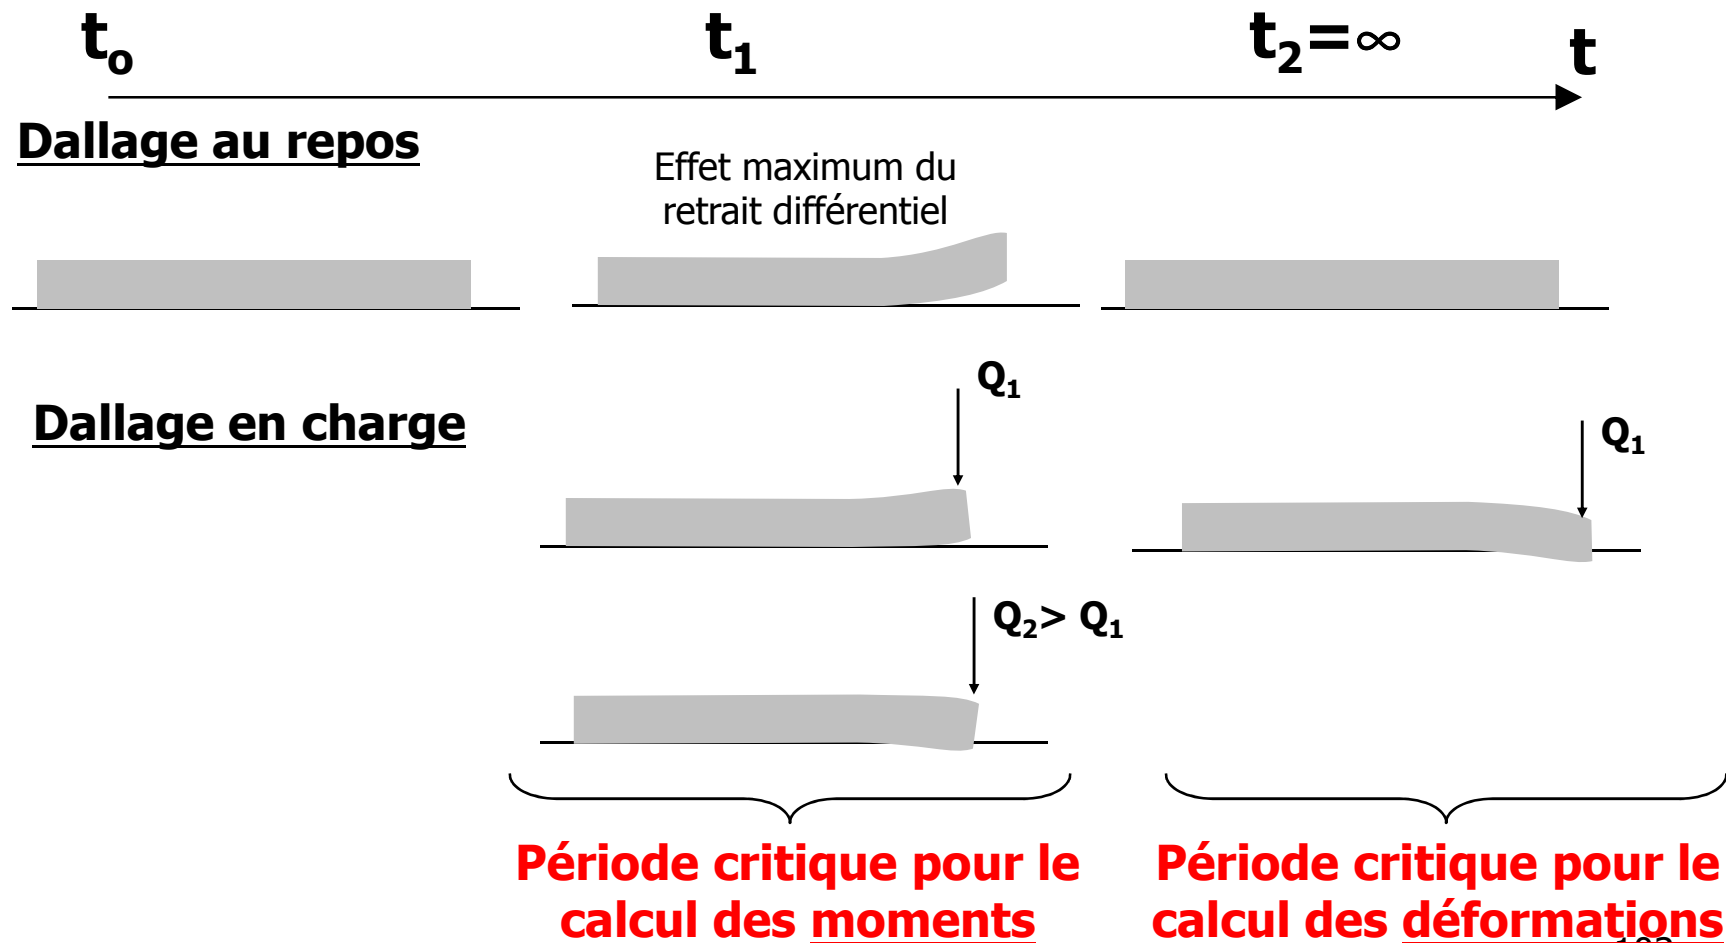 t₀ t₁ t₂=∞ t
Dallage au repos
Effet maximum du
retrait différentiel
Q₁
Dallage en charge
Q₁
Q₂> Q₁
Période critique pour le
calcul des moments
Période critique pour le
calcul des déformations